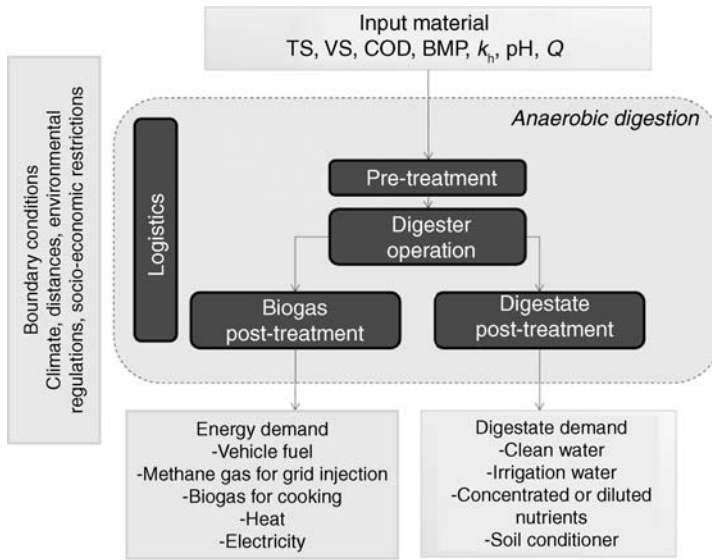 Input material
TS, VS, COD, BMP, kh, pH, Q
Boundary conditions
Climate, distances, environmental
regulations, socio-economic restrictions
Anaerobic digestion
Logistics
Pre-treatment
Digester
operation
Biogas
post-treatment
Digestate
post-treatment
Energy demand
-Vehicle fuel
-Methane gas for grid injection
-Biogas for cooking
-Heat
-Electricity
Digestate demand
-Clean water
-Irrigation water
-Concentrated or diluted
nutrients
-Soil conditioner